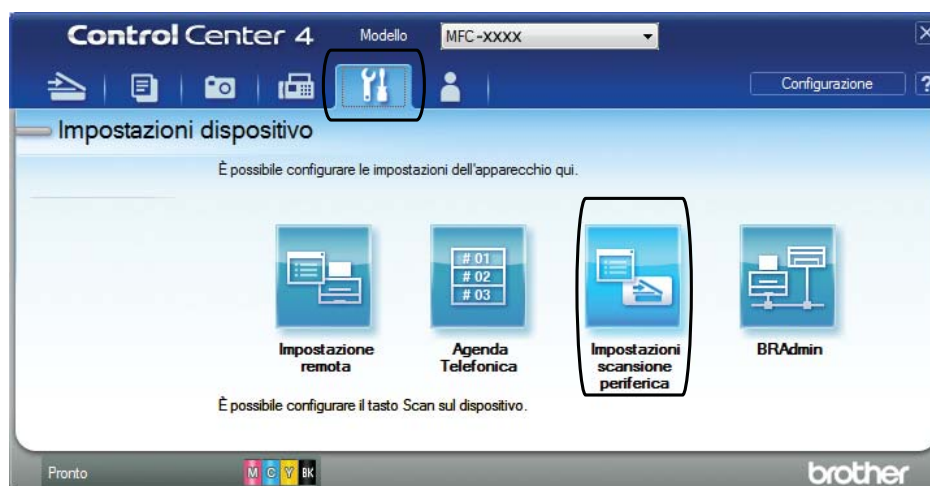 Control Center 4 Modello MFC-XXXX
Configurazione ?
Impostazioni dispositivo
È possibile configurare le impostazioni dell'apparecchio qui.
# 01
# 02
# 03
Impostazione
remota
Agenda
Telefonica
Impostazioni
scansione
periferica
BRAdmin
È possibile configurare il tasto Scan sul dispositivo.
Pronto M C Y BK brother